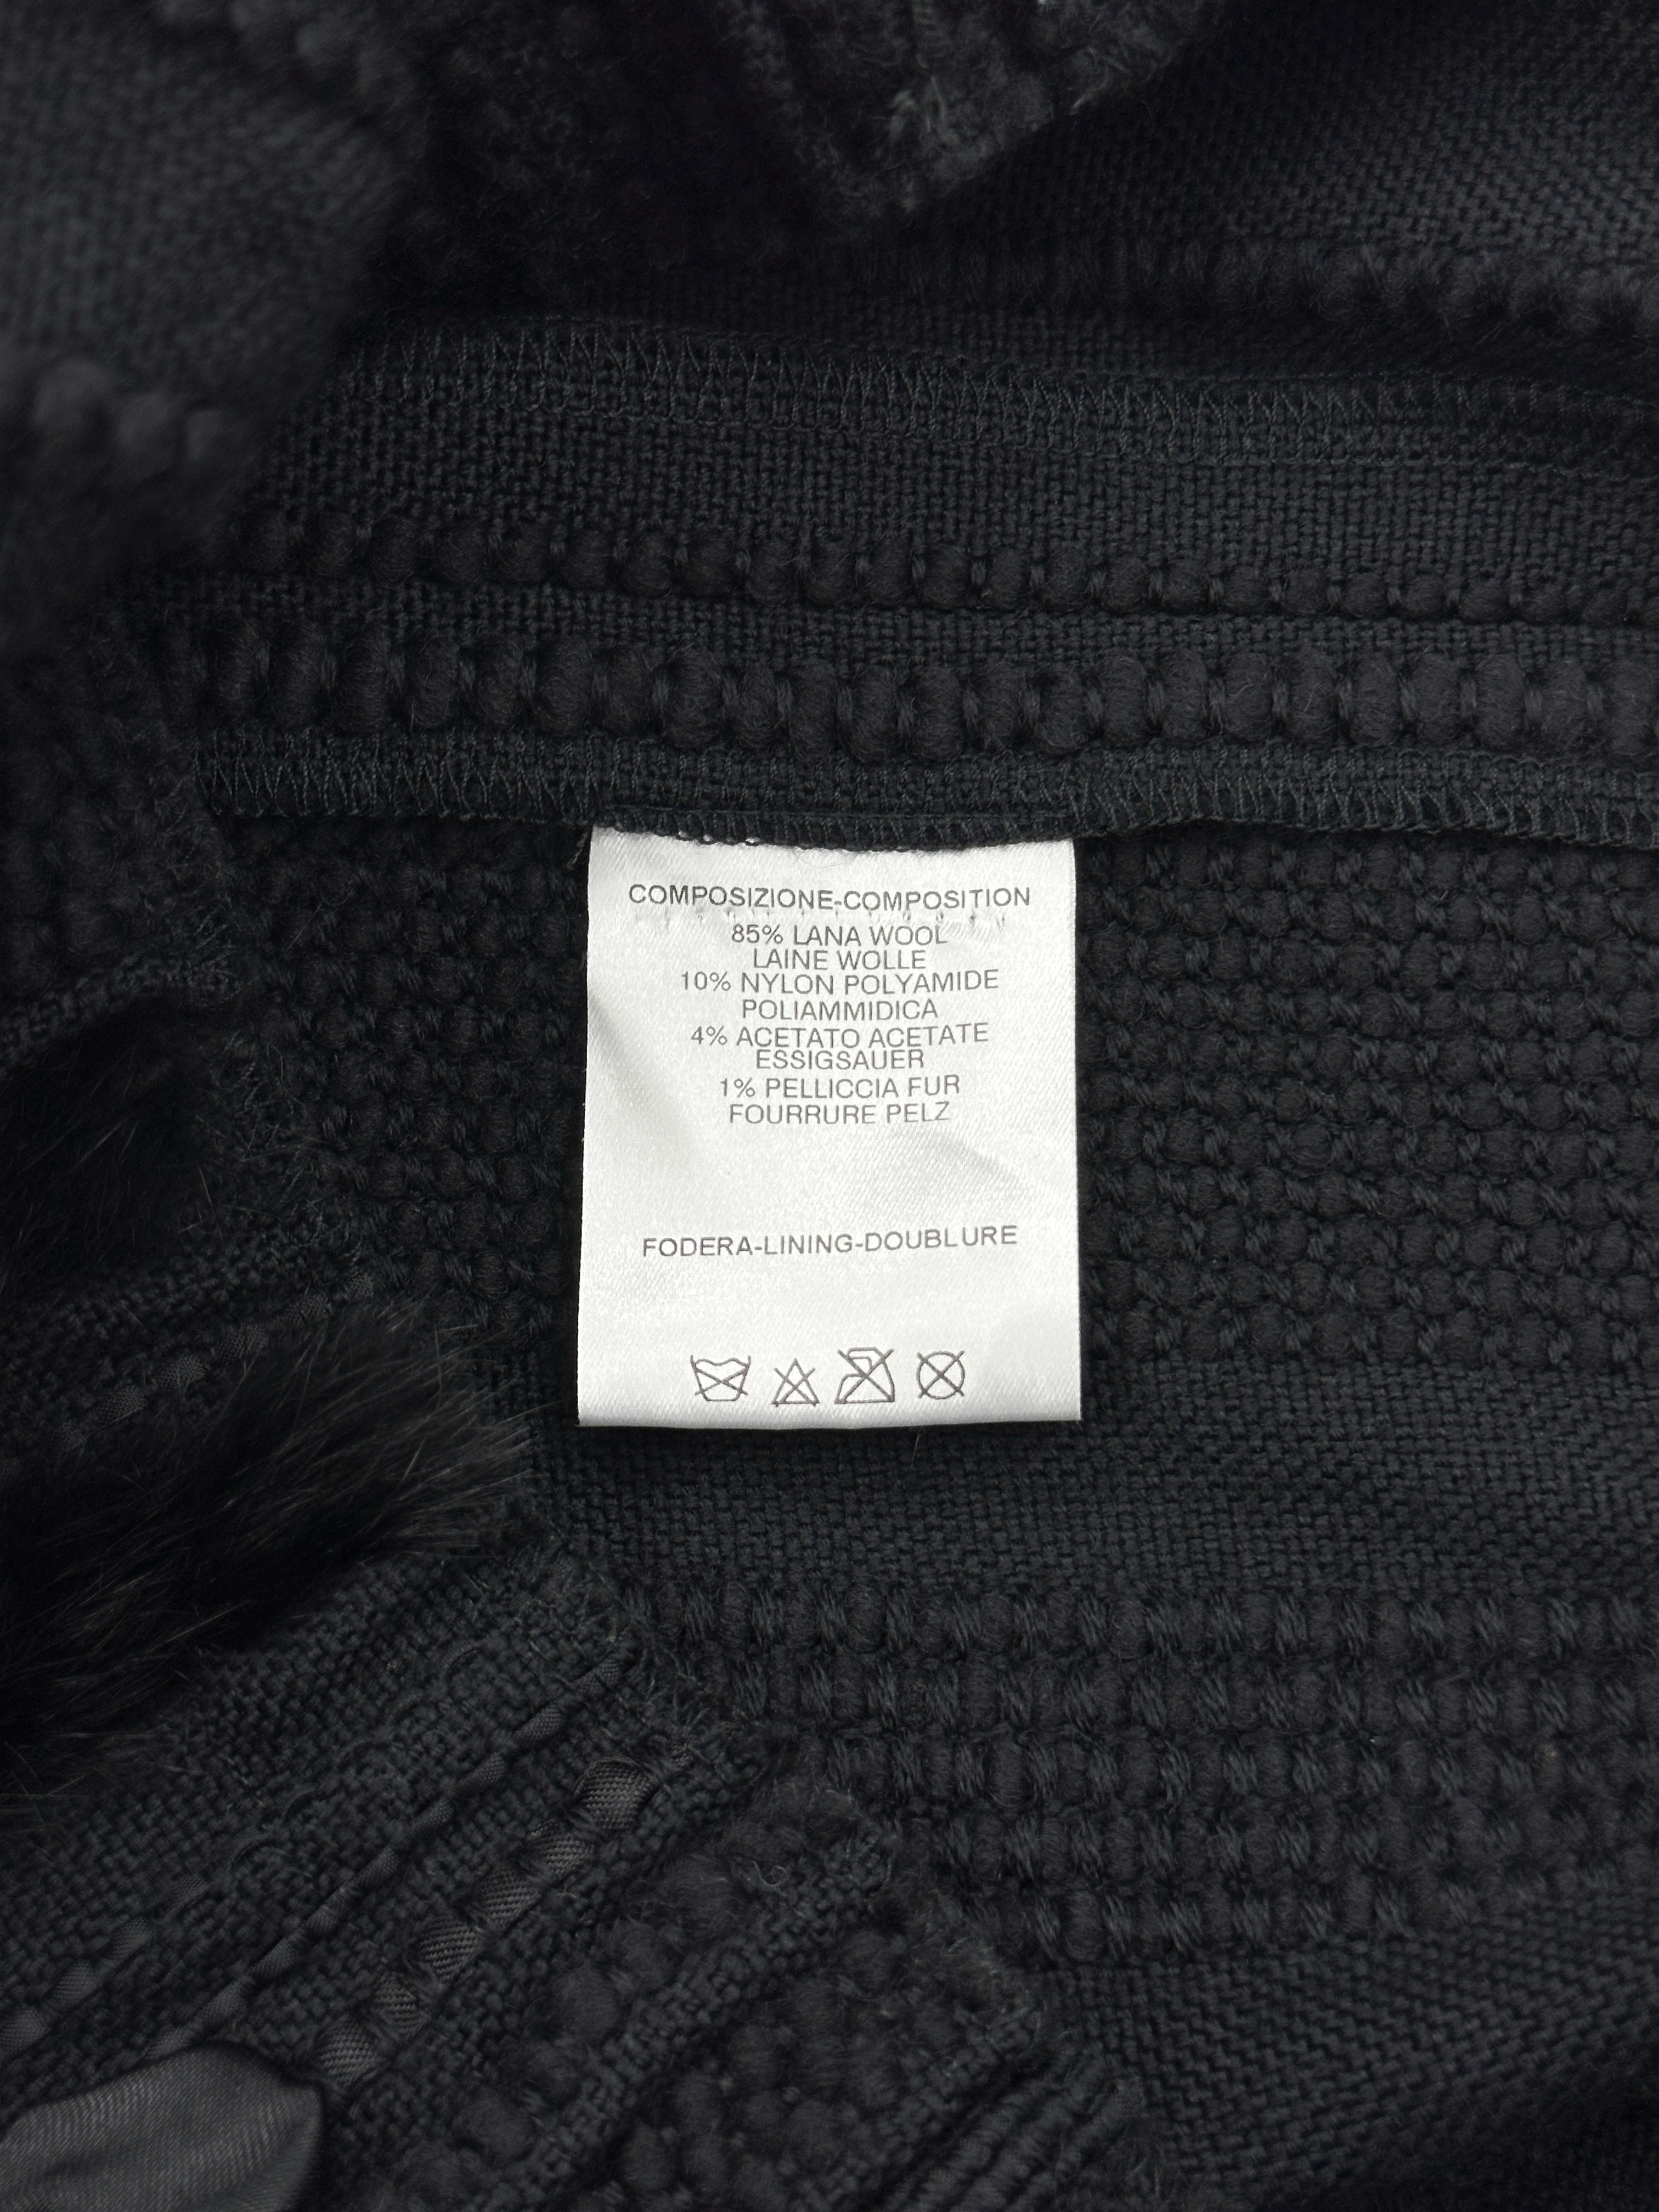 COMPOSIZIONE-COMPOSITION
85% LANA WOOL
LAINE WOLLE
10% NYLON POLYAMIDE
POLIAMMIDICA
4% ACETATO ACETATE
ESSIGSAUER
1% PELLICCIA FUR
FOURRURE PELZ
FODERA-LINING-DOUBLURE